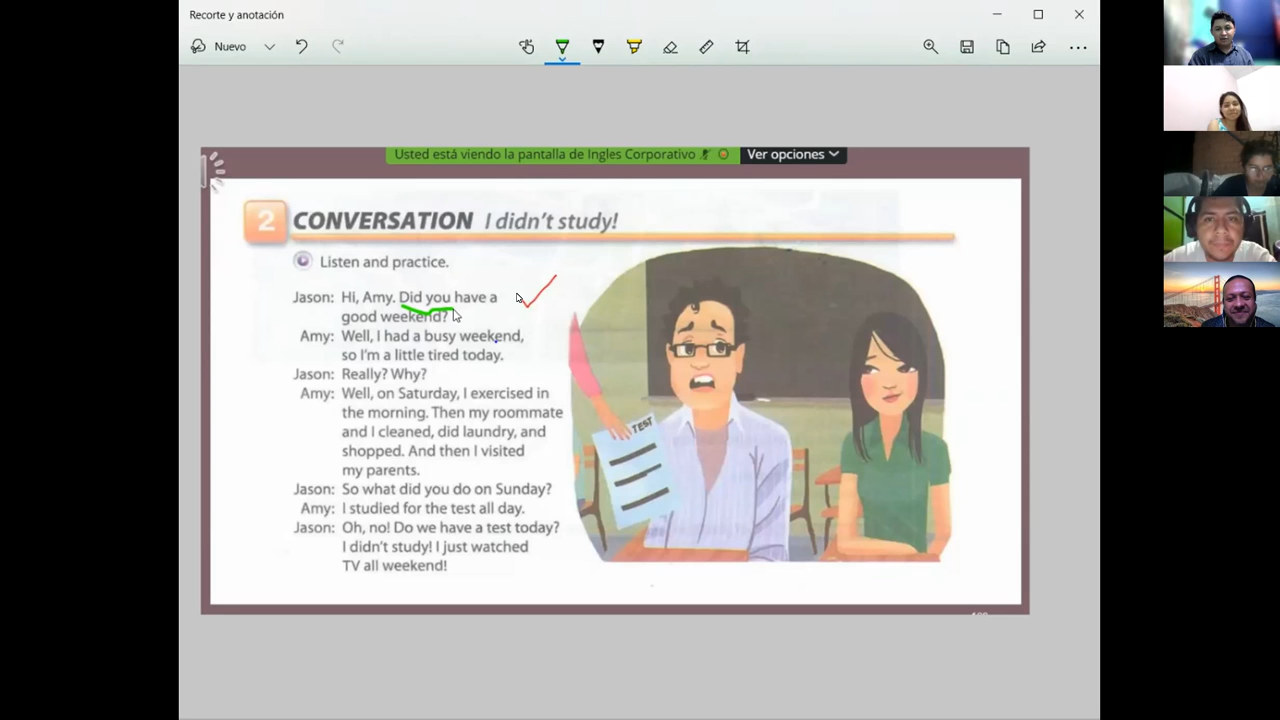 Recorte y anotación
Nuevo
Usted está viendo la pantalla de Ingles Corporativo
Ver opciones
2 CONVERSATION I didn't study!
Listen and practice.
Jason: Hi, Amy. Did you have a
good weekend?
Amy: Well, I had a busy weekend,
so I'm a little tired today.
Jason: Really? Why?
Amy: Well, on Saturday, I exercised in
the morning. Then my roommate
and I cleaned, did laundry, and
shopped. And then I visited
my parents.
Jason: So what did you do on Sunday?
Amy: I studied for the test all day.
Jason: Oh, no! Do we have a test today?
I didn't study! I just watched
TV all weekend!
TEST